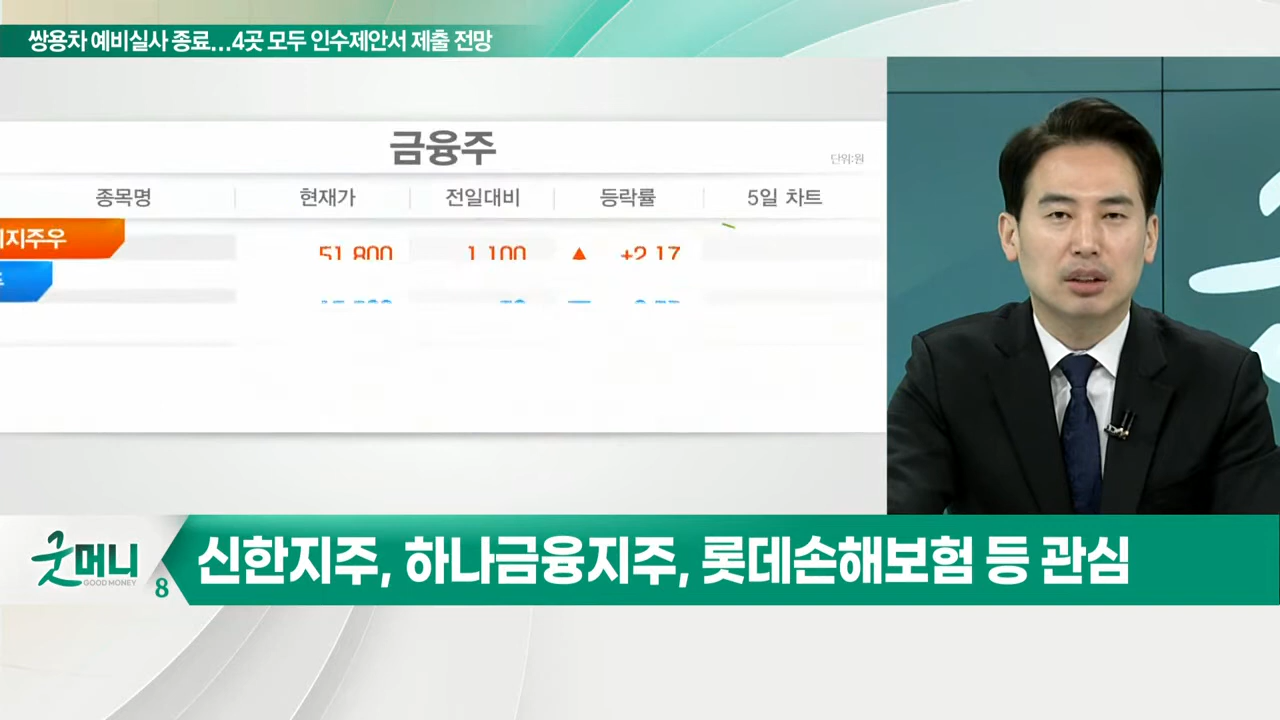 쌍용차 예비실사 종료...4곳 모두 인수제안서 제출 전망
금융주
단위:원
종목명 현재가 전일대비 등락률 5일 차트
지주우 51,800 1,100 ▲ +2.17
굿머니
GOOD MONEY
8
신한지주, 하나금융지주, 롯데손해보험 등 관심